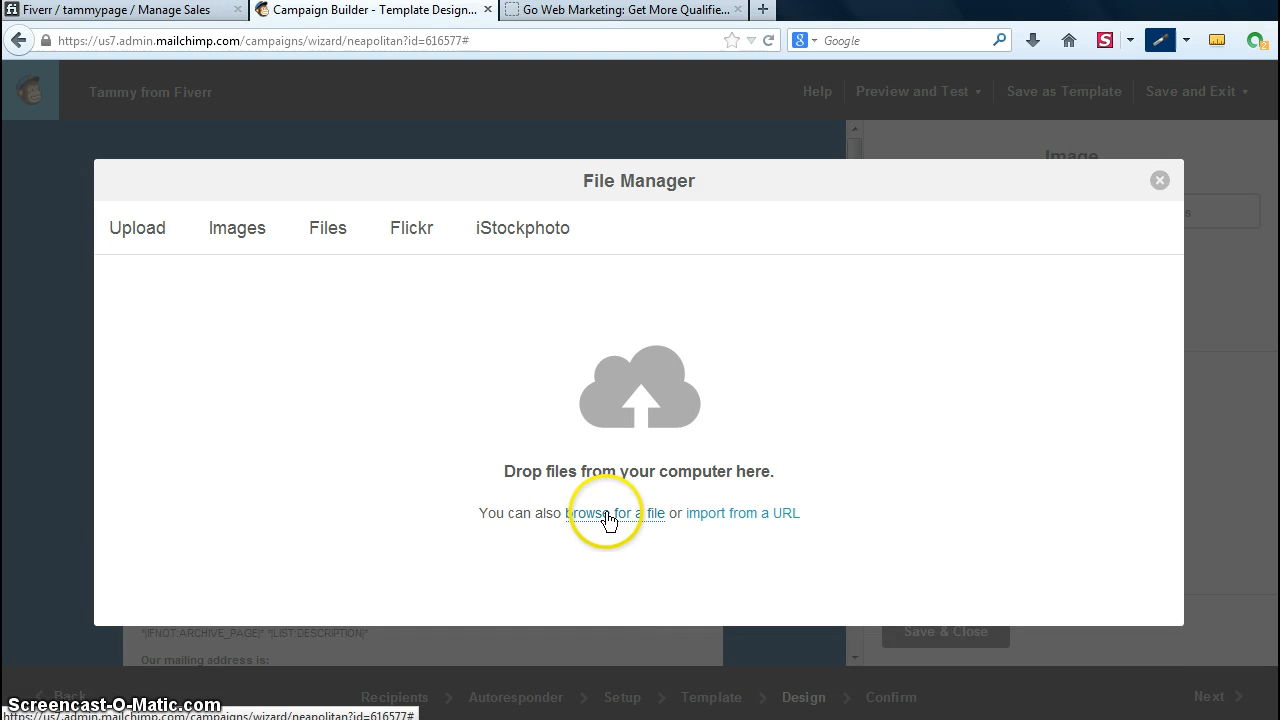 Fiverr / tammypage / Manage Sales
Campaign Builder - Template Design...
Go Web Marketing: Get More Qualifie...
https://us7.admin.mailchimp.com/campaigns/wizard/neapolitan?id=616577#
Google
Tammy from Fiverr
Help
Preview and Test
Save as Template
Save and Exit
Image
File Manager
Upload
Images
Files
Flickr
iStockphoto
Drop files from your computer here.
You can also browse for a file or import from a URL
*|IFNOT:ARCHIVE_PAGE|* *|LIST:DESCRIPTION|*
Our mailing address is:
Save & Close
Back
Recipients
Autoresponder
Setup
Template
Design
Confirm
Next
Screencast-O-Matic.com
https://us7.admin.mailchimp.com/campaigns/wizard/neapolitan?id=616577#